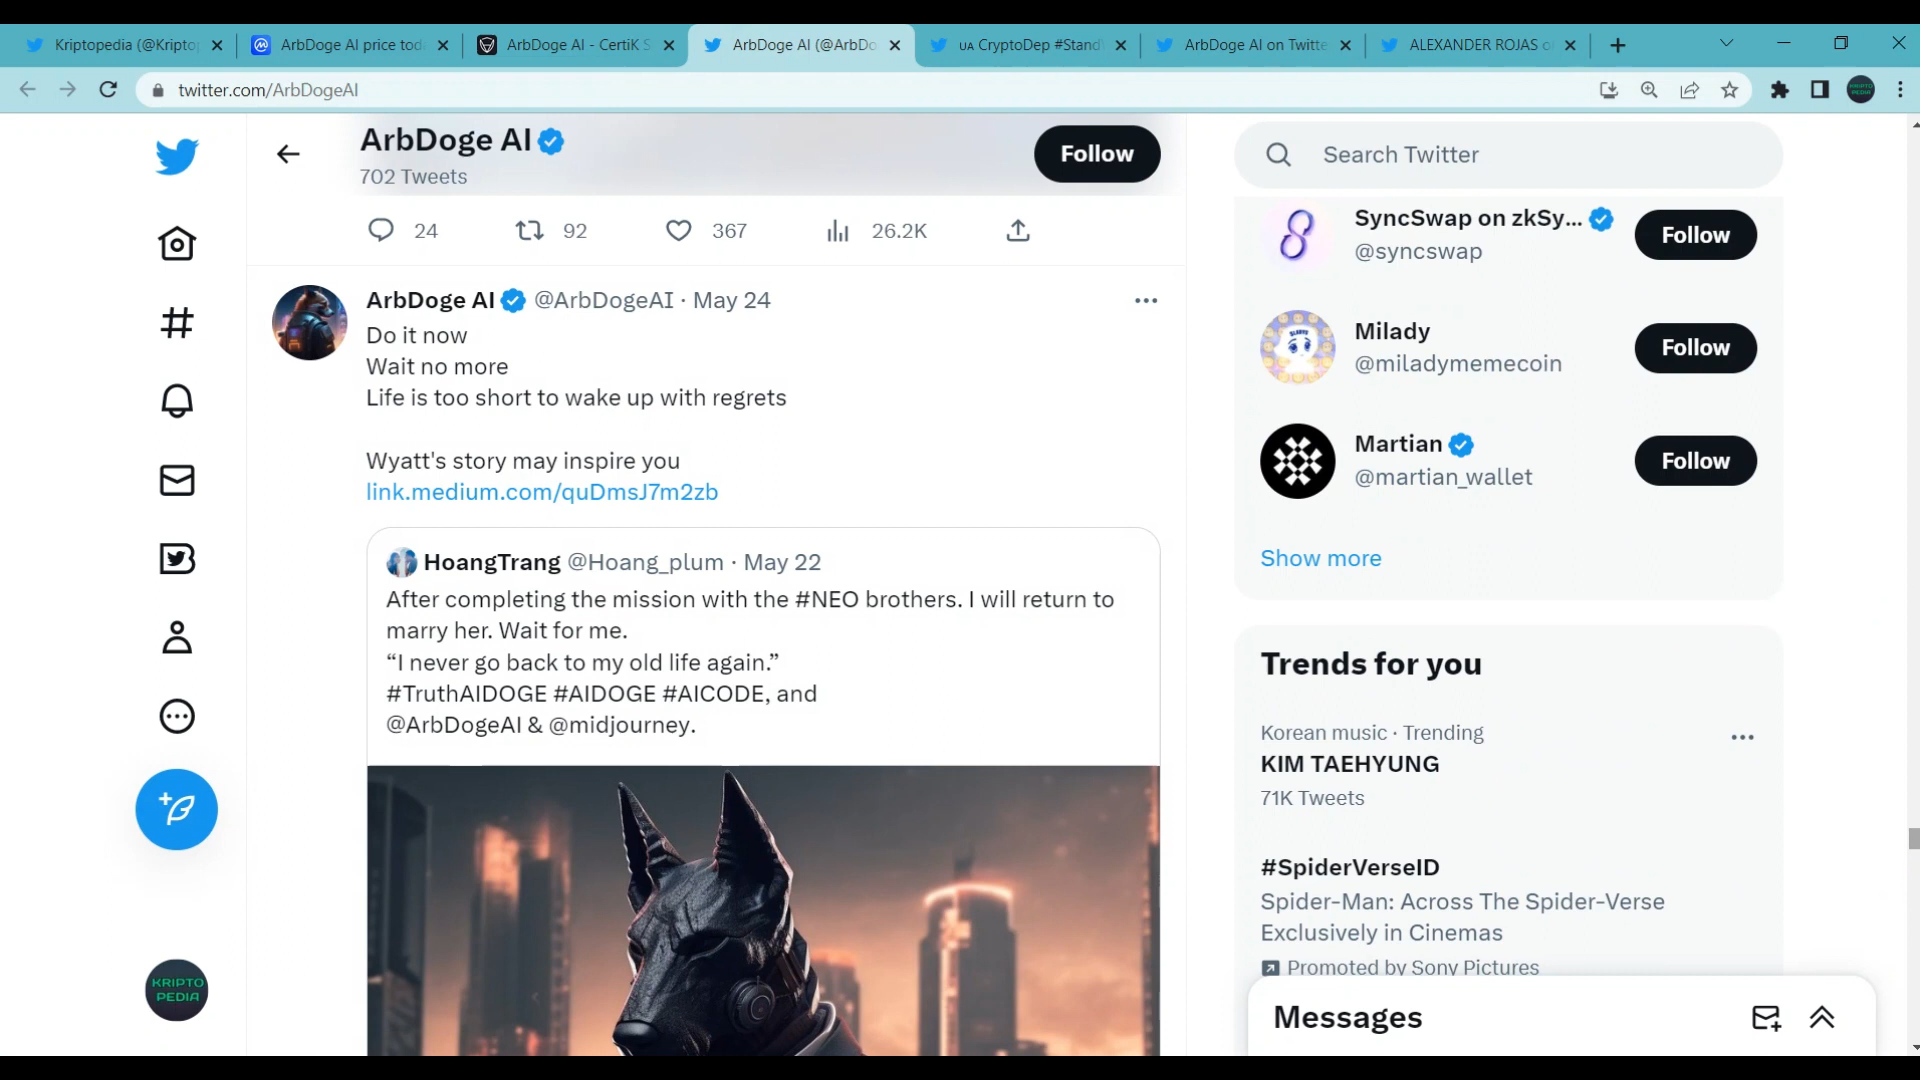 Kriptopedia (@Kripto
ArbDoge AI price tod
ArbDoge AI - CertiK S
ArbDoge AI (@ArbDo
UA CryptoDep #Stand
ArbDoge AI on Twitte
ALEXANDER ROJAS o
twitter.com/ArbDogeAI
ArbDoge AI
702 Tweets
Follow
24 92 367 26.2K
ArbDoge AI @ArbDogeAI · May 24
Do it now
Wait no more
Life is too short to wake up with regrets
Wyatt's story may inspire you
link.medium.com/quDmsJ7m2zb
HoangTrang @Hoang_plum · May 22
After completing the mission with the #NEO brothers. I will return to
marry her. Wait for me.
“I never go back to my old life again.”
#TruthAIDOGE #AIDOGE #AICODE, and
@ArbDogeAI & @midjourney.
KRIPTO
PEDIA
Search Twitter
SyncSwap on zkSy...
@syncswap
Follow
Milady
@miladymemecoin
Follow
Martian
@martian_wallet
Follow
Show more
Trends for you
Korean music · Trending
KIM TAEHYUNG
71K Tweets
#SpiderVerseID
Spider-Man: Across The Spider-Verse
Exclusively in Cinemas
Promoted by Sony Pictures
Messages